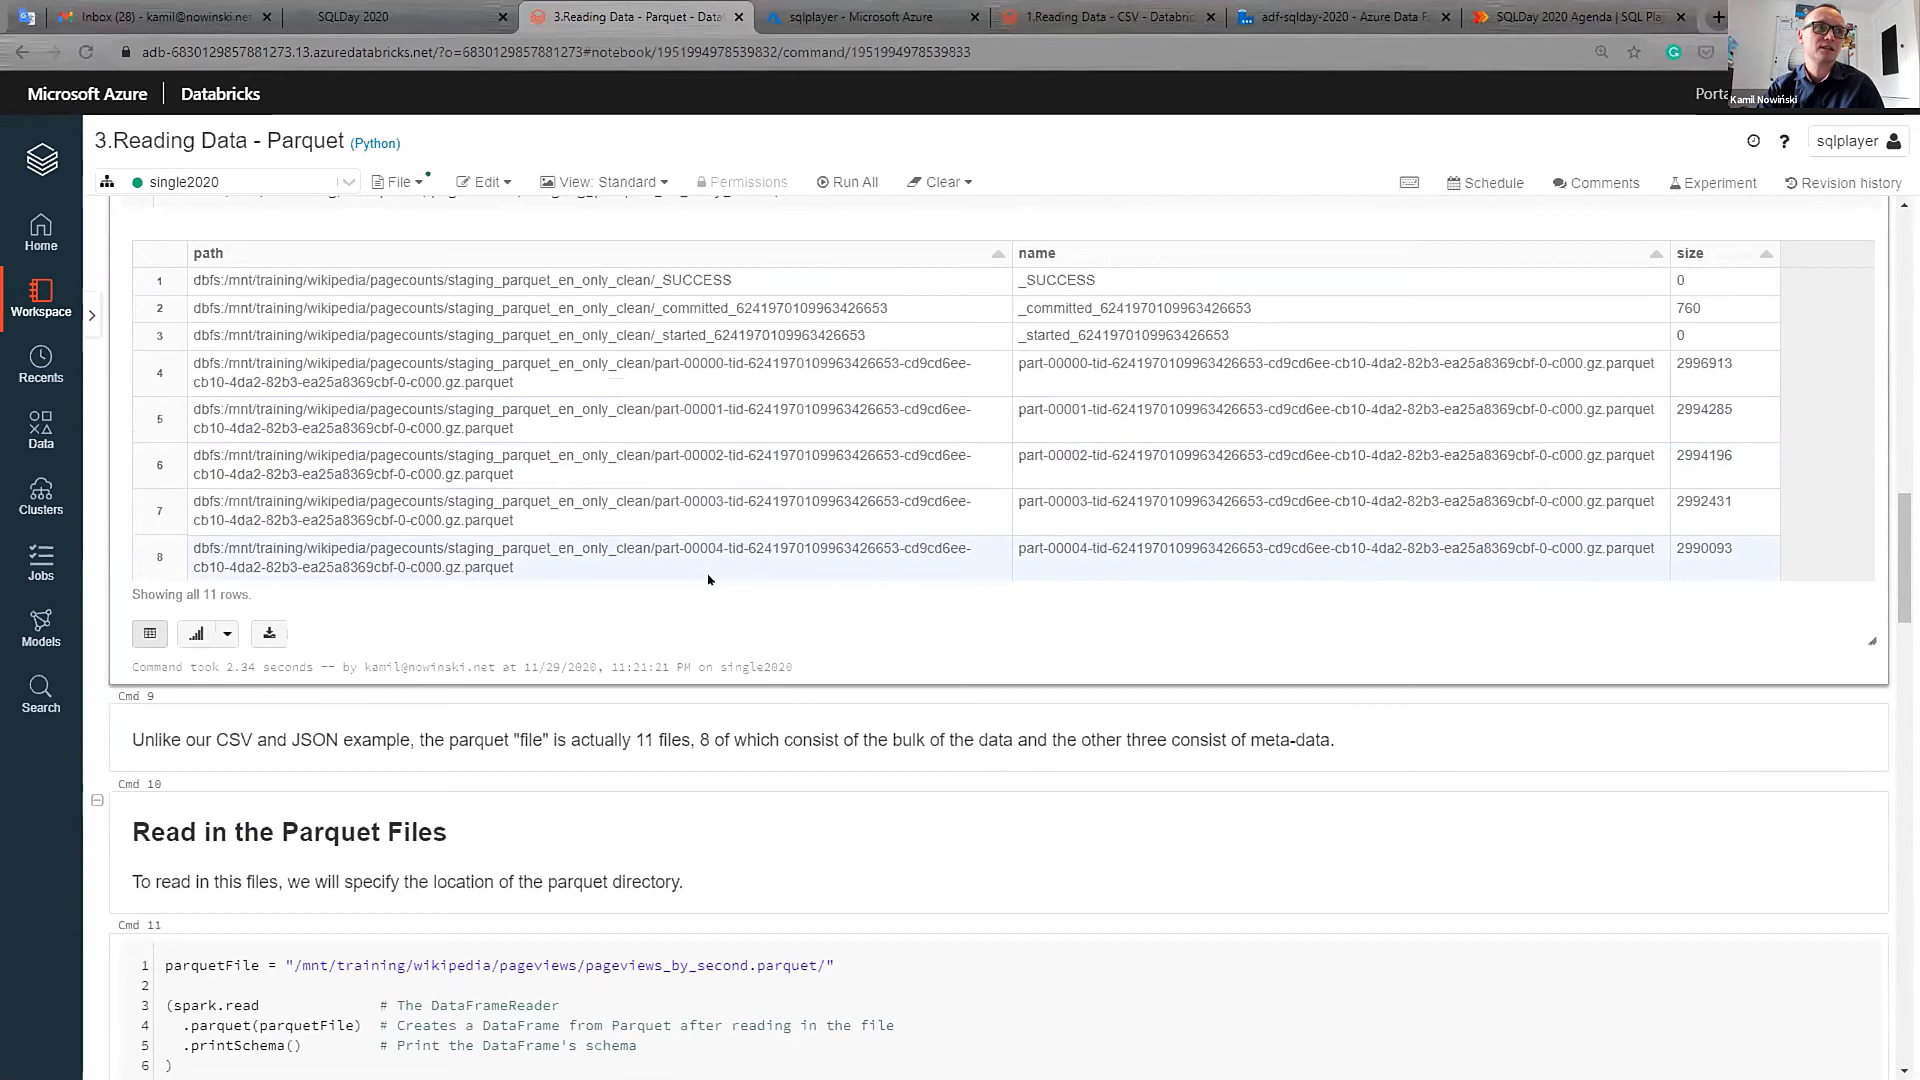 Inbox (28) - kamil@nowinski.net
SQLDay 2020
3.Reading Data - Parquet - Data
sqlplayer - Microsoft Azure
1.Reading Data - CSV - Databric
adf-sqlday-2020 - Azure Data F
SQLDay 2020 Agenda | SQL Pla
adb-6830129857881273.13.azuredatabricks.net/?o=6830129857881273#notebook/1951994978539832/command/1951994978539833
Microsoft Azure | Databricks
Porta
Kamil Nowiński
3.Reading Data - Parquet (Python)
sqlplayer
single2020
File
Edit
View: Standard
Permissions
Run All
Clear
Schedule
Comments
Experiment
Revision history
Home
Workspace
Recents
Data
Clusters
Jobs
Models
Search
path name size
1 dbfs:/mnt/training/wikipedia/pagecounts/staging_parquet_en_only_clean/_SUCCESS _SUCCESS 0
2 dbfs:/mnt/training/wikipedia/pagecounts/staging_parquet_en_only_clean/_committed_6241970109963426653 _committed_6241970109963426653 760
3 dbfs:/mnt/training/wikipedia/pagecounts/staging_parquet_en_only_clean/_started_6241970109963426653 _started_6241970109963426653 0
4 dbfs:/mnt/training/wikipedia/pagecounts/staging_parquet_en_only_clean/part-00000-tid-6241970109963426653-cd9cd6ee- part-00000-tid-6241970109963426653-cd9cd6ee-cb10-4da2-82b3-ea25a8369cbf-0-c000.gz.parquet 2996913
cb10-4da2-82b3-ea25a8369cbf-0-c000.gz.parquet
5 dbfs:/mnt/training/wikipedia/pagecounts/staging_parquet_en_only_clean/part-00001-tid-6241970109963426653-cd9cd6ee- part-00001-tid-6241970109963426653-cd9cd6ee-cb10-4da2-82b3-ea25a8369cbf-0-c000.gz.parquet 2994285
cb10-4da2-82b3-ea25a8369cbf-0-c000.gz.parquet
6 dbfs:/mnt/training/wikipedia/pagecounts/staging_parquet_en_only_clean/part-00002-tid-6241970109963426653-cd9cd6ee- part-00002-tid-6241970109963426653-cd9cd6ee-cb10-4da2-82b3-ea25a8369cbf-0-c000.gz.parquet 2994196
cb10-4da2-82b3-ea25a8369cbf-0-c000.gz.parquet
7 dbfs:/mnt/training/wikipedia/pagecounts/staging_parquet_en_only_clean/part-00003-tid-6241970109963426653-cd9cd6ee- part-00003-tid-6241970109963426653-cd9cd6ee-cb10-4da2-82b3-ea25a8369cbf-0-c000.gz.parquet 2992431
cb10-4da2-82b3-ea25a8369cbf-0-c000.gz.parquet
8 dbfs:/mnt/training/wikipedia/pagecounts/staging_parquet_en_only_clean/part-00004-tid-6241970109963426653-cd9cd6ee- part-00004-tid-6241970109963426653-cd9cd6ee-cb10-4da2-82b3-ea25a8369cbf-0-c000.gz.parquet 2990093
cb10-4da2-82b3-ea25a8369cbf-0-c000.gz.parquet
Showing all 11 rows.
Command took 2.34 seconds -- by kamil@nowinski.net at 11/29/2020, 11:21:21 PM on single2020
Cmd 9
Unlike our CSV and JSON example, the parquet "file" is actually 11 files, 8 of which consist of the bulk of the data and the other three consist of meta-data.
Cmd 10
Read in the Parquet Files
To read in this files, we will specify the location of the parquet directory.
Cmd 11
1 parquetFile = "/mnt/training/wikipedia/pageviews/pageviews_by_second.parquet/"
2
3 (spark.read # The DataFrameReader
4 .parquet(parquetFile) # Creates a DataFrame from Parquet after reading in the file
5 .printSchema() # Print the DataFrame's schema
6 )